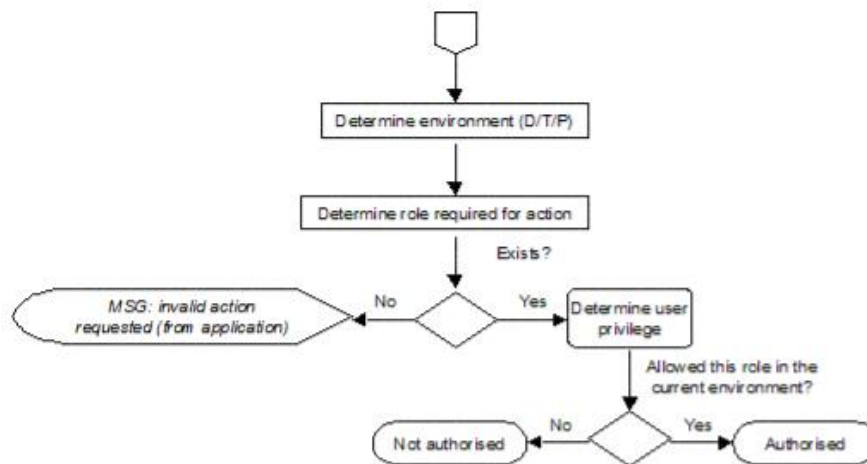 Determine environment (D/T/P)
Determine role required for action
Exists?
MSG: invalid action
requested (from application)
No
Yes
Determine user
privilege
Allowed this role in the
current environment?
Not authorised
No
Yes
Authorised